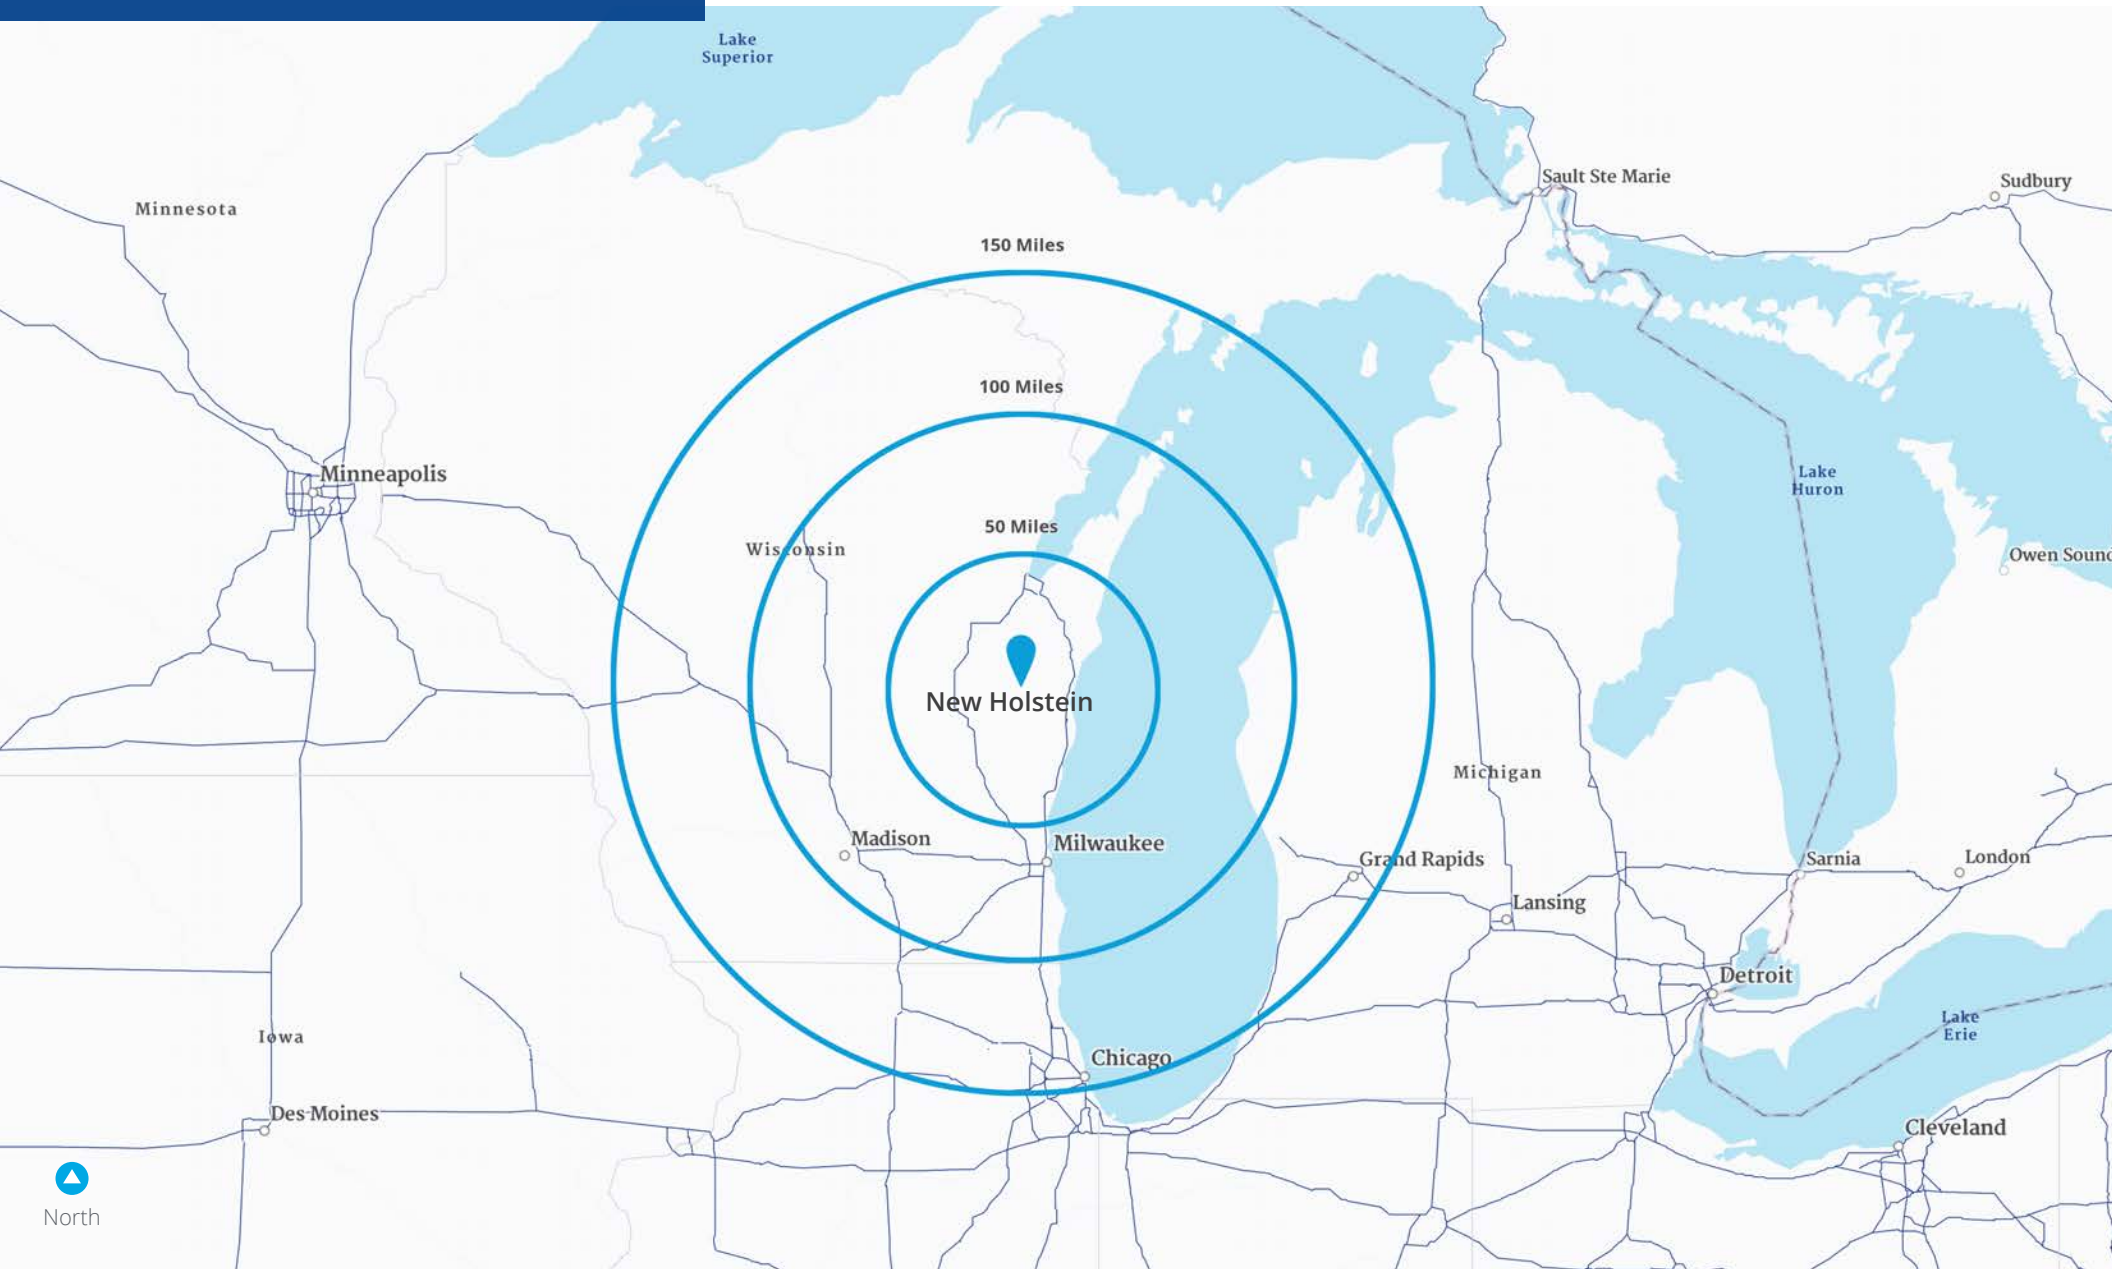 Lake
Superior
Sault Ste Marie
Sudbury
Minnesota
150 Miles
100 Miles
Minneapolis
Lake
Huron
50 Miles
Wisconsin
Owen Sound
New Holstein
Michigan
Madison
Milwaukee
Grand Rapids
Sarnia
London
Lansing
Detroit
Lake
Erie
Iowa
Chicago
Des Moines
Cleveland
North